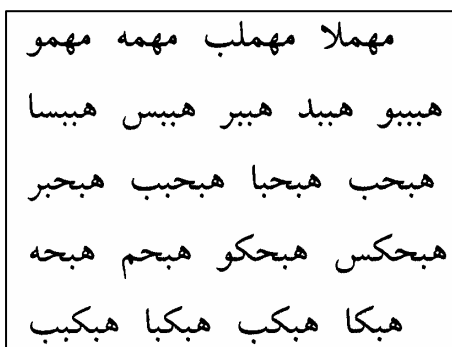 مهملا مهملب مهمه مهمو
هببو هببد هببر هببس هببسا
هبحب هبحبا هبحبب هبحبر
هبحكس هبحكو هبحم هبحه
هبكا هبكب هبكبا هبكبب